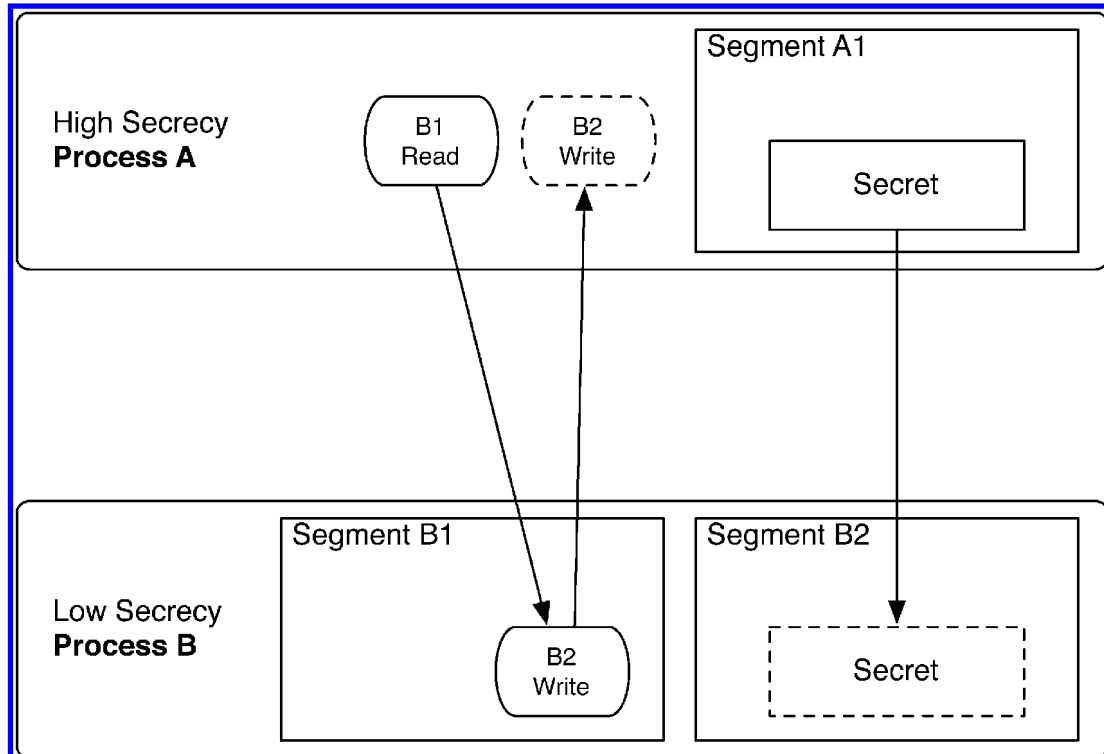 Segment A1
High Secrecy
Process A
B1
Read
B2
Write
Secret
Segment B1
Segment B2
Low Secrecy
Process B
B2
Write
Secret